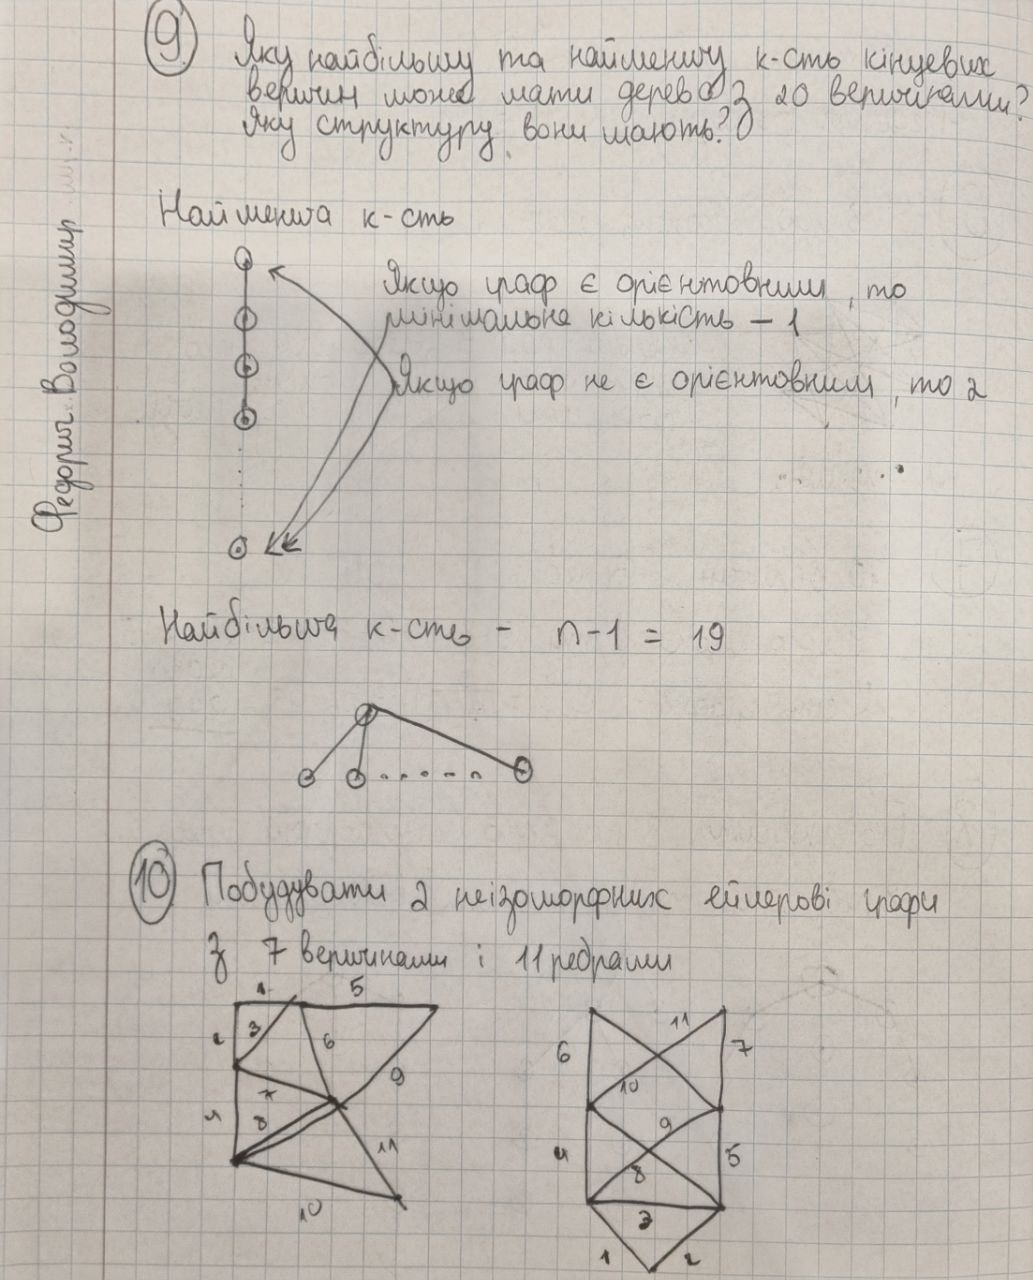 9 Яку найбільшу та найменшу к-сть кінцевих
вершин може мати дерево з 20 вершинами?
Яку структуру вони мають?
Федорич Володимир
Найменша к-сть
Якщо граф є орієнтовним, то
мінімальна кількість - 1
Якщо граф не є орієнтовним, то 2
Найбільша к-сть - n-1 = 19
10 Побудувати 2 неізоморфних ейлерові графи
з 7 вершинами і 11 ребрами
1 5
2 3 6
7 9
4 8
11
10
11
6 7
10
9
4 5
8
3
1 2